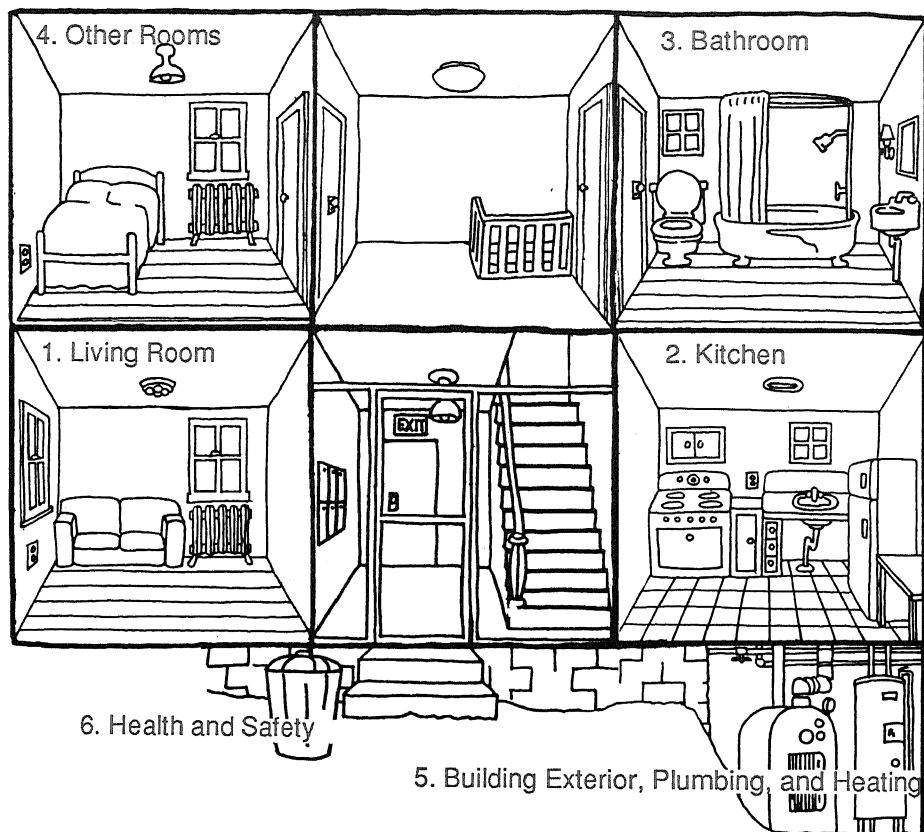 4. Other Rooms
3. Bathroom
1. Living Room
2. Kitchen
EXIT
6. Health and Safety
5. Building Exterior, Plumbing, and Heating